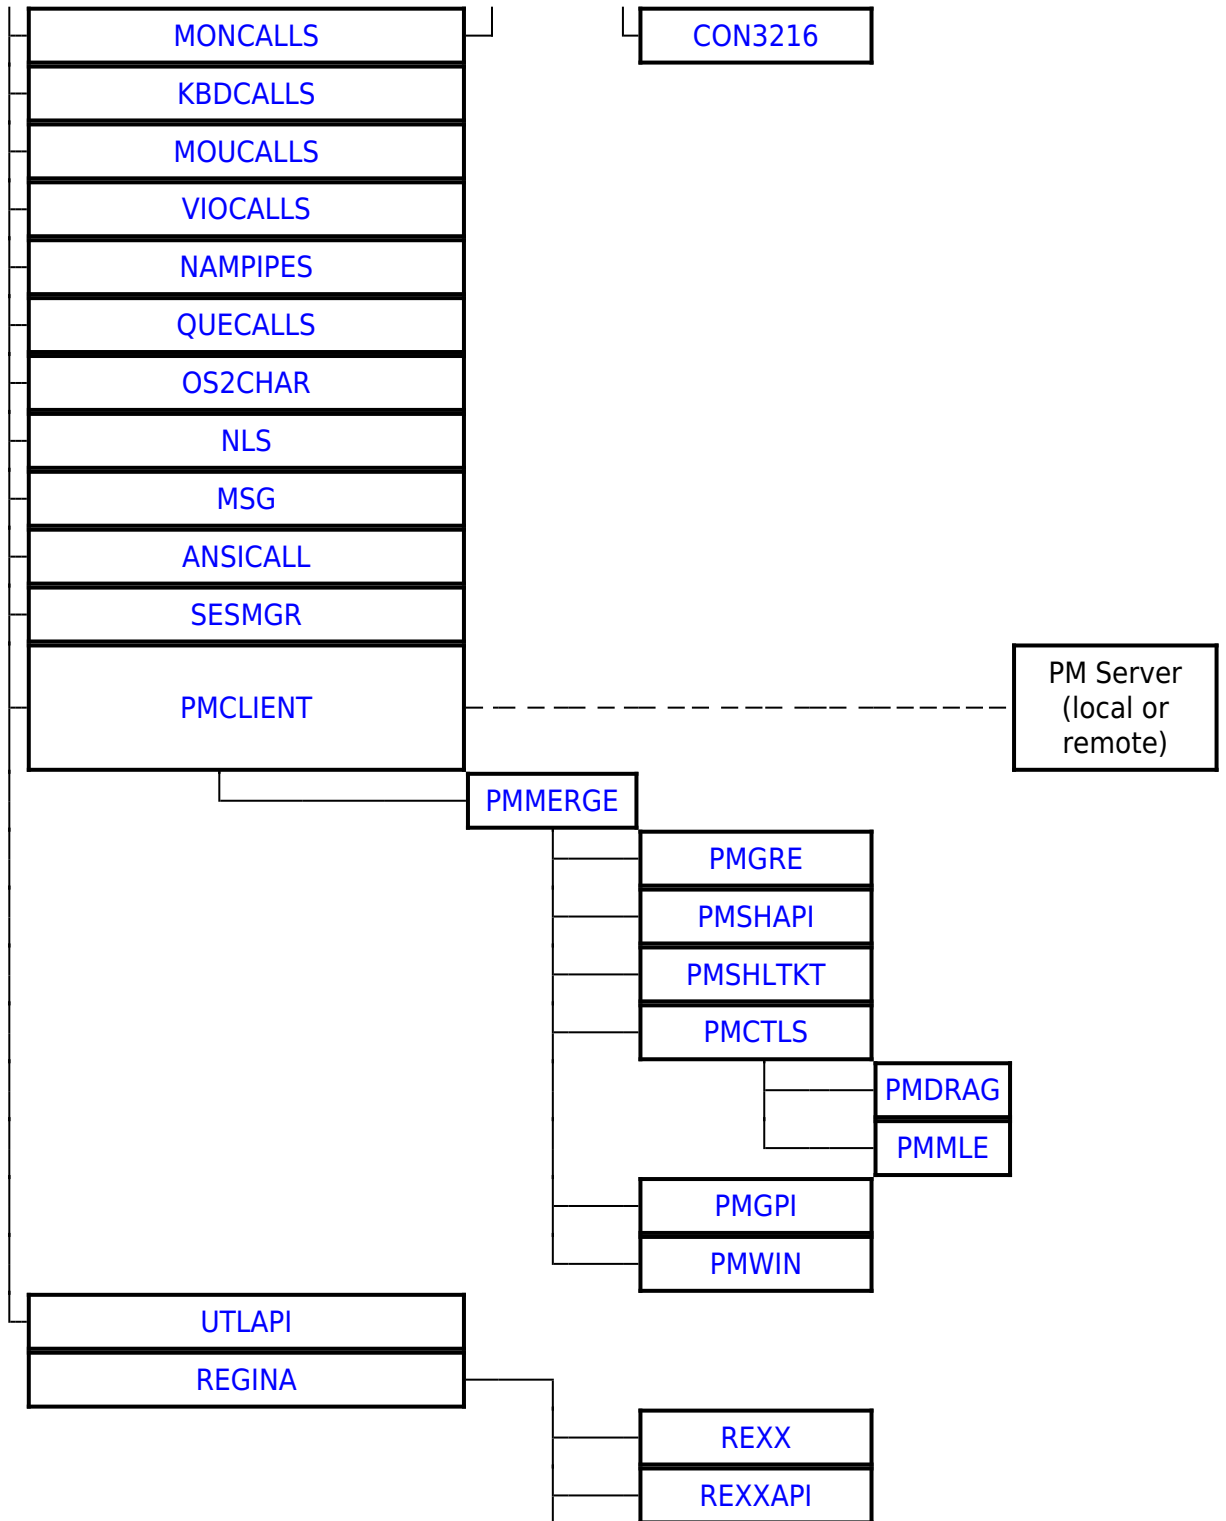 MONCALLS
CON3216
KBDCALLS
MOUCALLS
VIOCALLS
NAMPIPES
QUECALLS
OS2CHAR
NLS
MSG
ANSICALL
SESMGR
PMCLIENT
PM Server
(local or
remote)
PMMERGE
PMGRE
PMSHAPI
PMSHLTKT
PMCTLS
PMDRAG
PMMLE
PMGPI
PMWIN
UTLAPI
REGINA
REXX
REXXAPI